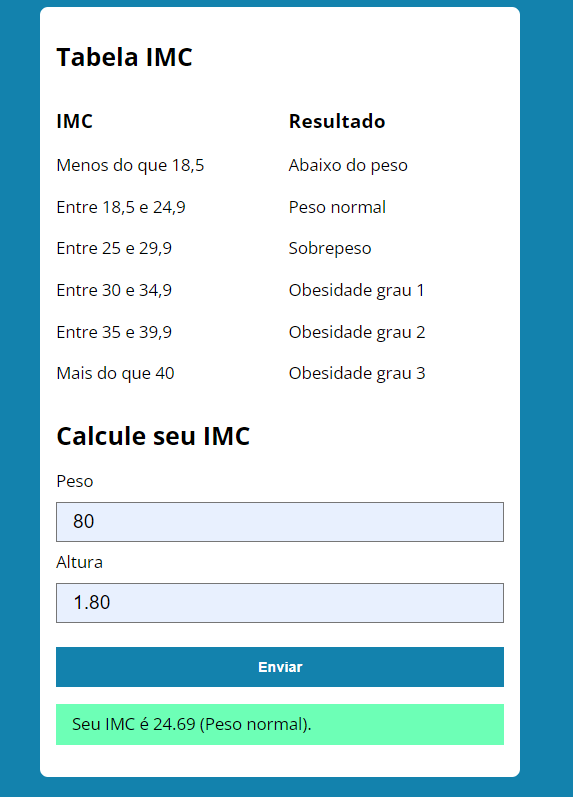 Tabela IMC
IMC Resultado
Menos do que 18,5 Abaixo do peso
Entre 18,5 e 24,9 Peso normal
Entre 25 e 29,9 Sobrepeso
Entre 30 e 34,9 Obesidade grau 1
Entre 35 e 39,9 Obesidade grau 2
Mais do que 40 Obesidade grau 3
Calcule seu IMC
Peso
80
Altura
1.80
Enviar
Seu IMC é 24.69 (Peso normal).